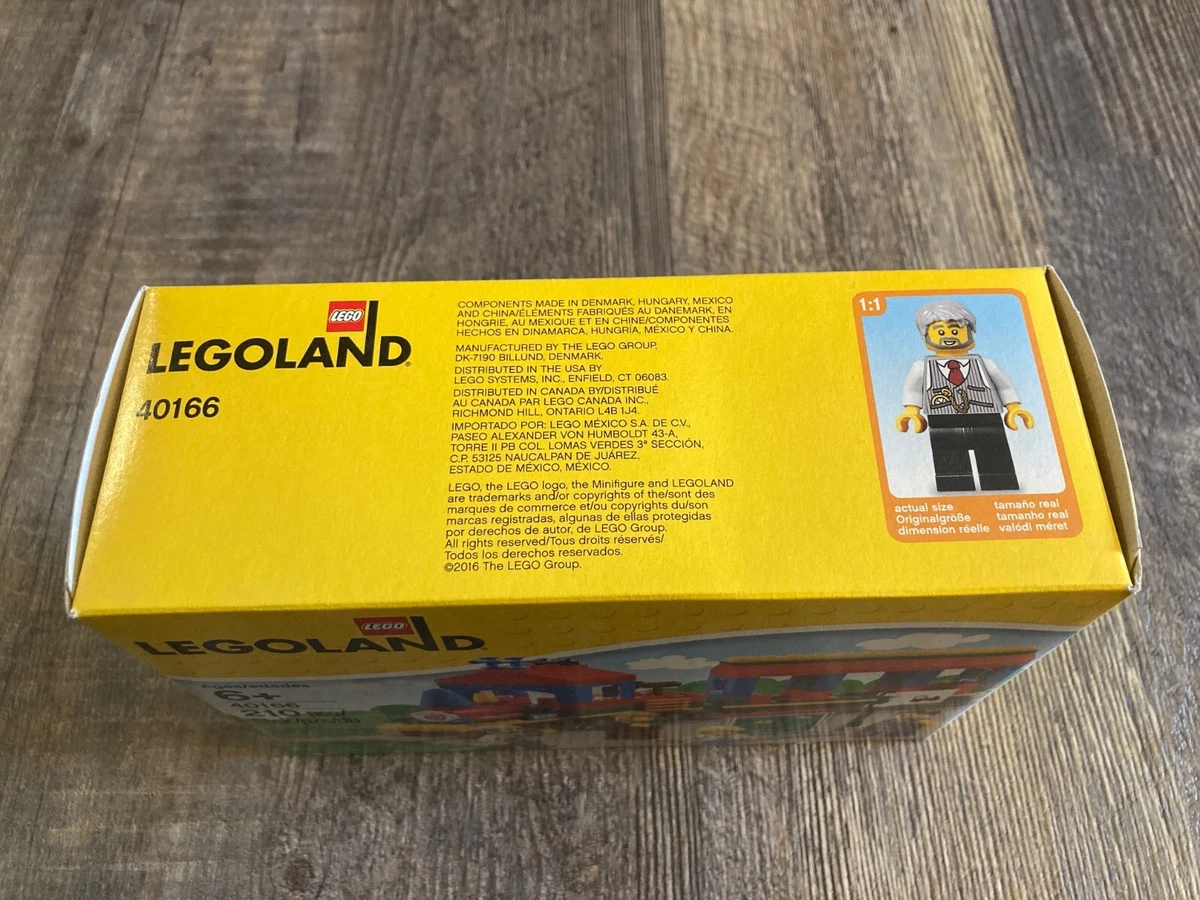 LEGO
LEGOLAND®
40166
COMPONENTS MADE IN DENMARK, HUNGARY, MEXICO
AND CHINA/ÉLÉMENTS FABRIQUÉS AU DANEMARK, EN
HONGRIE, AU MEXIQUE ET EN CHINE/COMPONENTES
HECHOS EN DINAMARCA, HUNGRÍA, MÉXICO Y CHINA.
MANUFACTURED BY THE LEGO GROUP,
DK-7190 BILLUND, DENMARK.
DISTRIBUTED IN THE USA BY
LEGO SYSTEMS, INC., ENFIELD, CT 06083.
DISTRIBUTED IN CANADA BY/DISTRIBUÉ
AU CANADA PAR LEGO CANADA INC.,
RICHMOND HILL, ONTARIO L4B 1J4.
IMPORTADO POR: LEGO MÉXICO S.A. DE C.V.,
PASEO ALEXANDER VON HUMBOLDT 43-A,
TORRE II PB COL. LOMAS VERDES 3ª SECCIÓN,
C.P. 53125 NAUCALPAN DE JUÁREZ,
ESTADO DE MÉXICO, MÉXICO.
LEGO, the LEGO logo, the Minifigure and LEGOLAND
are trademarks and/or copyrights of the/sont des
marques de commerce et/ou copyrights du/son
marcas registradas, algunas de ellas protegidas
por derechos de autor, de LEGO Group.
All rights reserved/Tous droits réservés/
Todos los derechos reservados.
©2016 The LEGO Group.
1:1
actual size
Originalgröße
dimension réelle
tamaño real
tamanho real
valódi méret
LEGO
LEGOLAND
Ages/edades
6+
40166
210